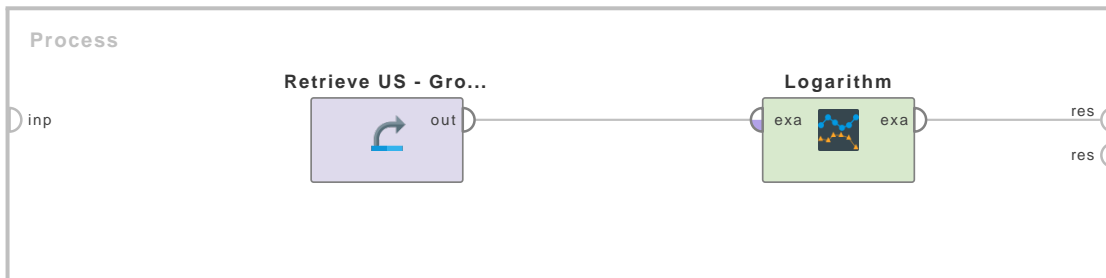 Process
Retrieve US - Gro...
Logarithm
inp
out
exa
exa
res
res